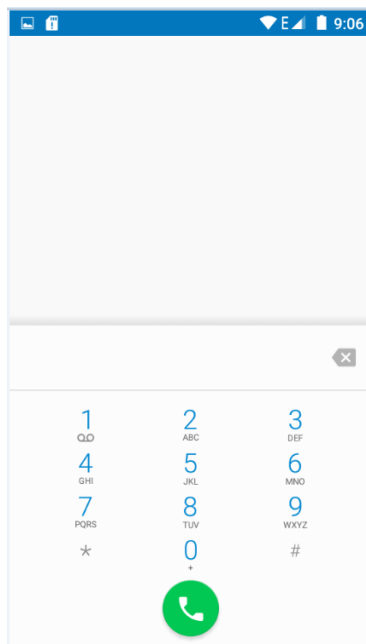 E 9:06
1 2 3
ABC DEF
4 5 6
GHI JKL MNO
7 8 9
PQRS TUV WXYZ
* 0 #
+